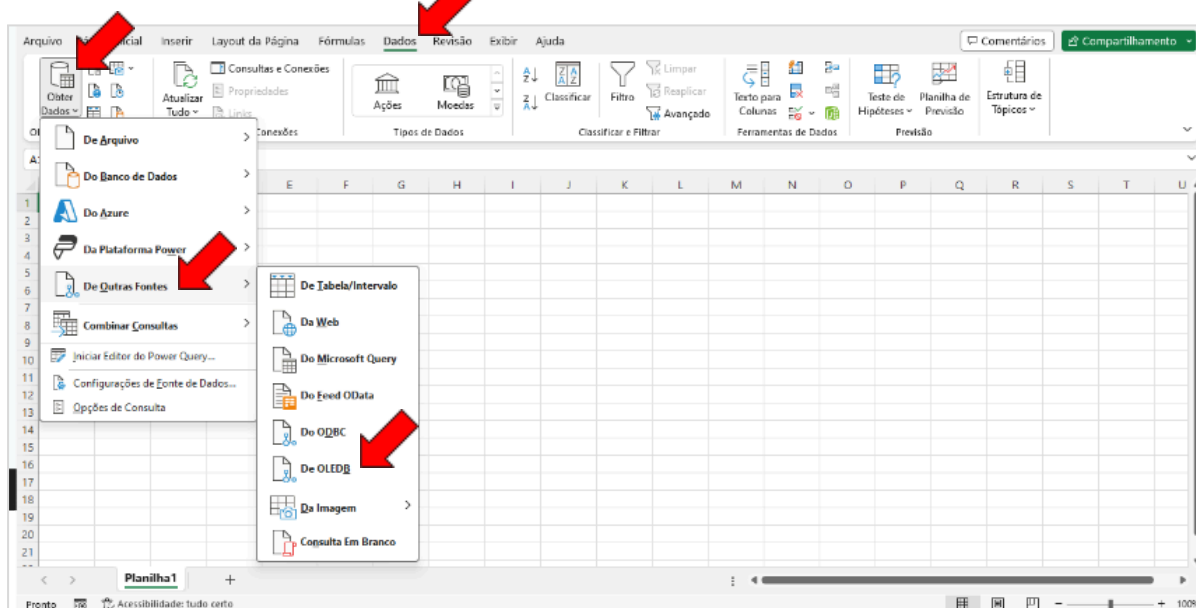 Arquivo Inserir Layout da Página Fórmulas Dados Revisão Exibir Ajuda Comentários Compartilhamento
Obter Dados
Atualizar Tudo
Consultas e Conexões
Propriedades
Links
Ações
Moedas
Classificar
Filtro
Limpar
Reaplicar
Avançado
Texto para Colunas
Teste de Hipóteses
Planilha de Previsão
Estrutura de Tópicos
Conexões Tipos de Dados Classificar e Filtrar Ferramentas de Dados Previsão
De Arquivo
Do Banco de Dados
Do Azure
Da Plataforma Power
De Outras Fontes
Combinar Consultas
Iniciar Editor do Power Query...
Configurações de Fonte de Dados...
Opções de Consulta
De Tabela/Intervalo
Da Web
Do Microsoft Query
Do Feed OData
Do ODBC
De OLEDB
Da Imagem
Consulta Em Branco
E F G H I J K L M N O P Q R S T U
1
2
3
4
5
6
7
8
9
10
11
12
13
14
15
16
17
18
19
20
21
Planilha1
Pronto Acessibilidade: tudo certo 100%